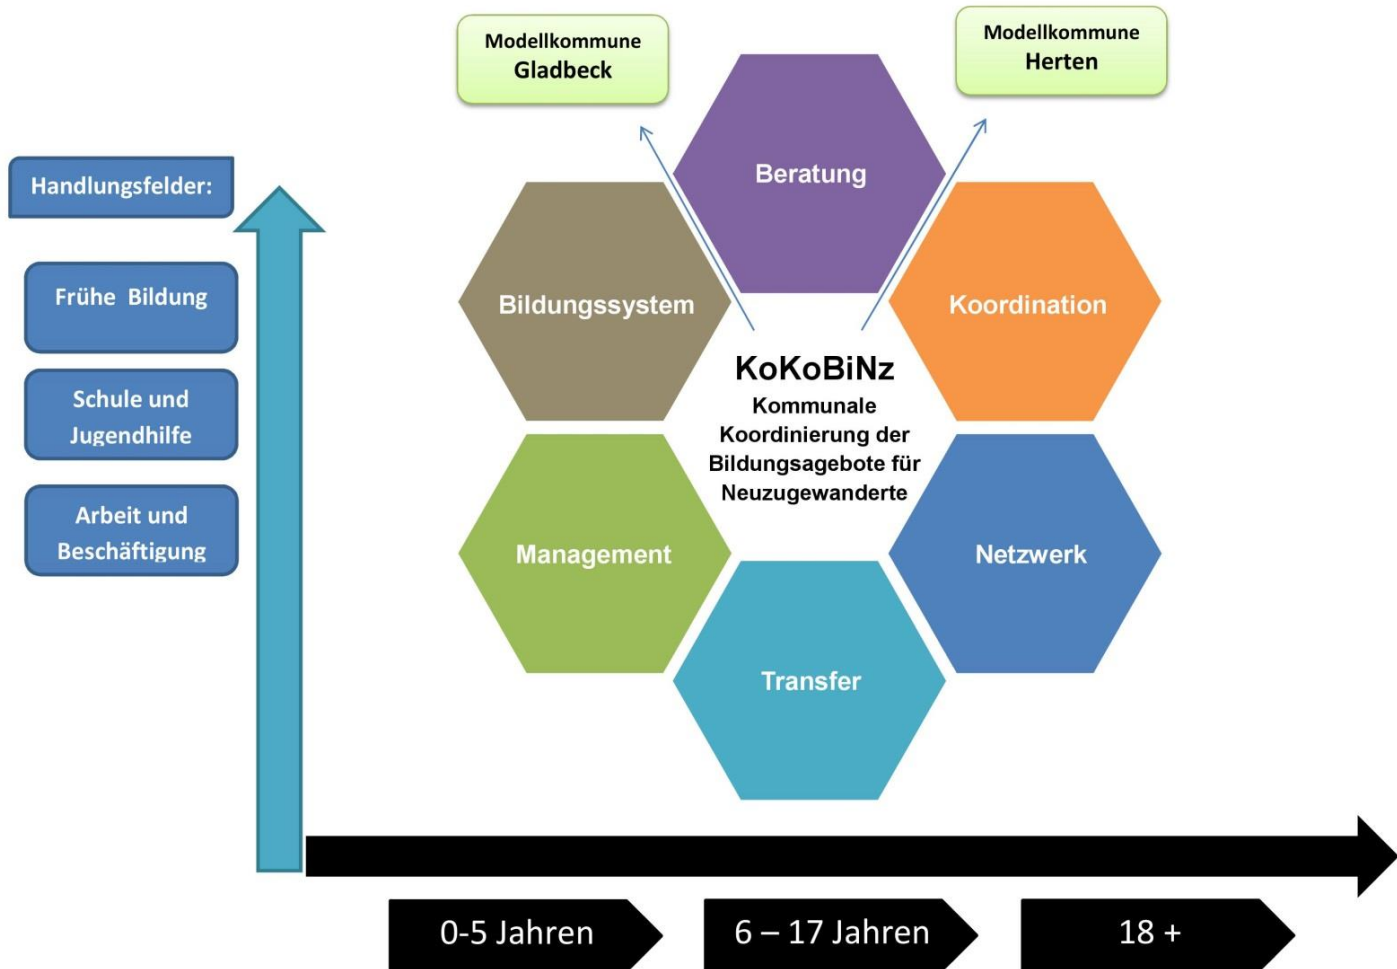 Modellkommune
Gladbeck
Modellkommune
Herten
Handlungsfelder:
Frühe Bildung
Schule und
Jugendhilfe
Arbeit und
Beschäftigung
Beratung
Bildungssystem
Koordination
KoKoBiNz
Kommunale
Koordinierung der
Bildungsagebote für
Neuzugewanderte
Management
Netzwerk
Transfer
0-5 Jahren
6 – 17 Jahren
18 +